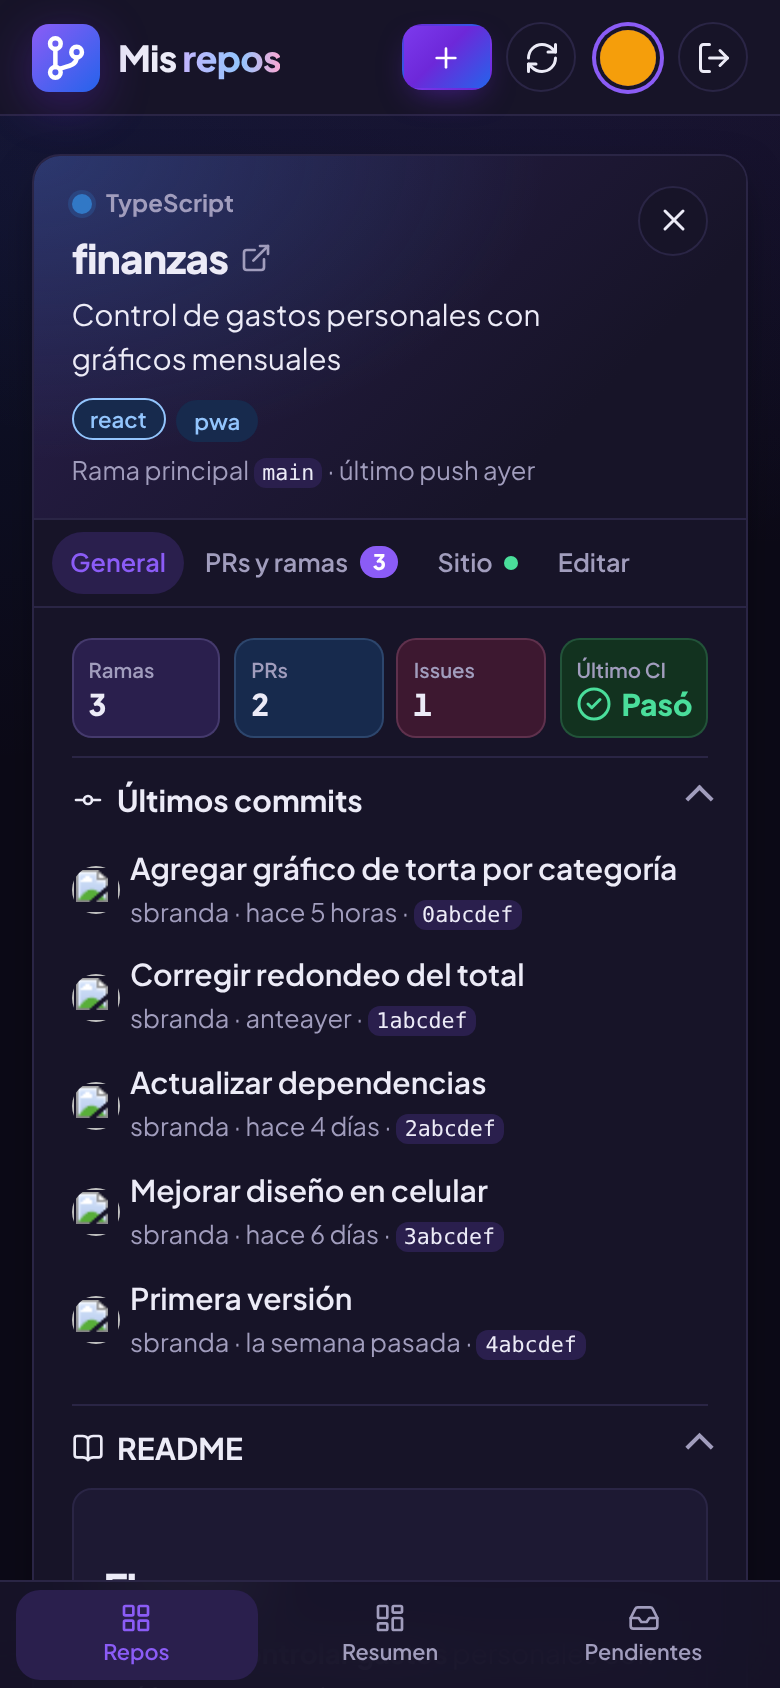 Mis repos
TypeScript
finanzas
Control de gastos personales con
gráficos mensuales
react pwa
Rama principal main · último push ayer
General PRs y ramas 3 Sitio Editar
Ramas PRs Issues Último CI
3 2 1 Pasó
Últimos commits
Agregar gráfico de torta por categoría
sbranda · hace 5 horas · 0abcdef
Corregir redondeo del total
sbranda · anteayer · 1abcdef
Actualizar dependencias
sbranda · hace 4 días · 2abcdef
Mejorar diseño en celular
sbranda · hace 6 días · 3abcdef
Primera versión
sbranda · la semana pasada · 4abcdef
README
Repos Resumen Pendientes